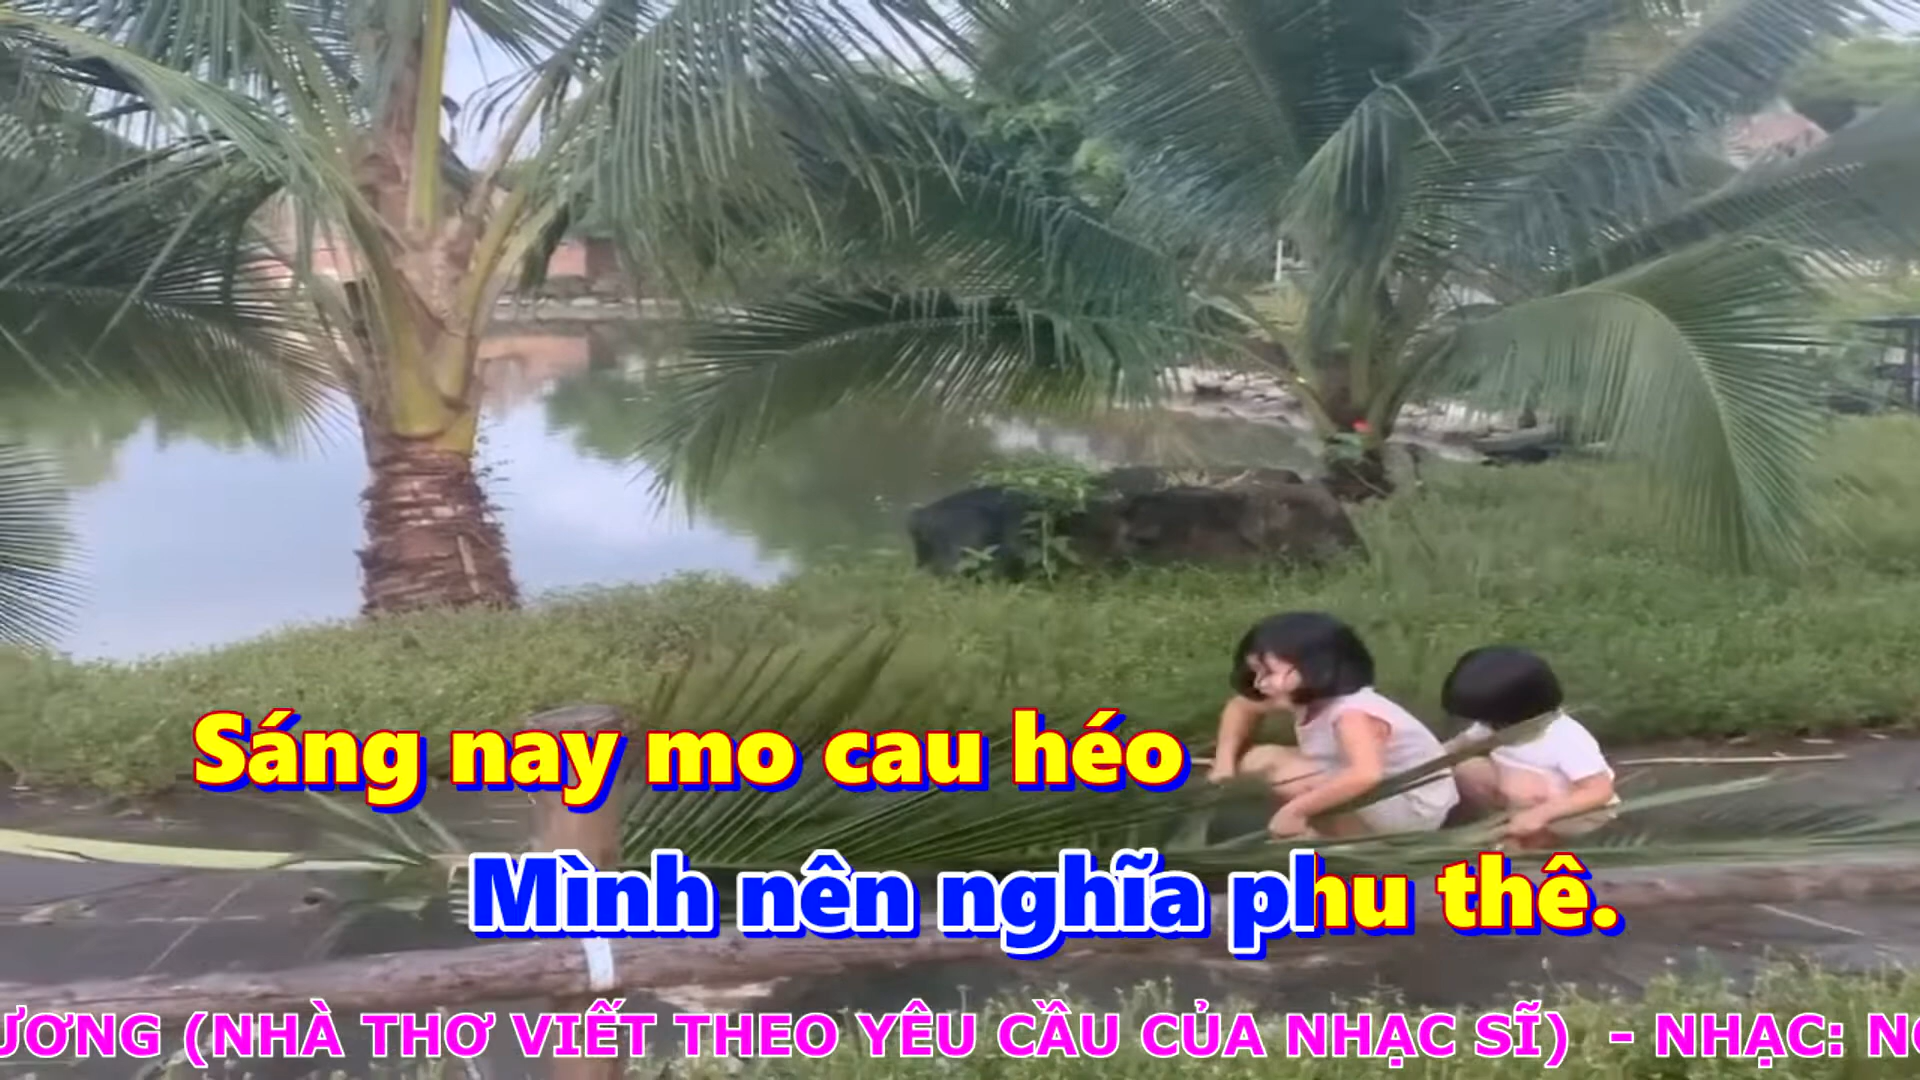 Sáng nay mo cau héo
Mình nên nghĩa phu thê.
(NHÀ THƠ VIẾT THEO YÊU CẦU CỦA NHẠC SĨ) - NHẠC: